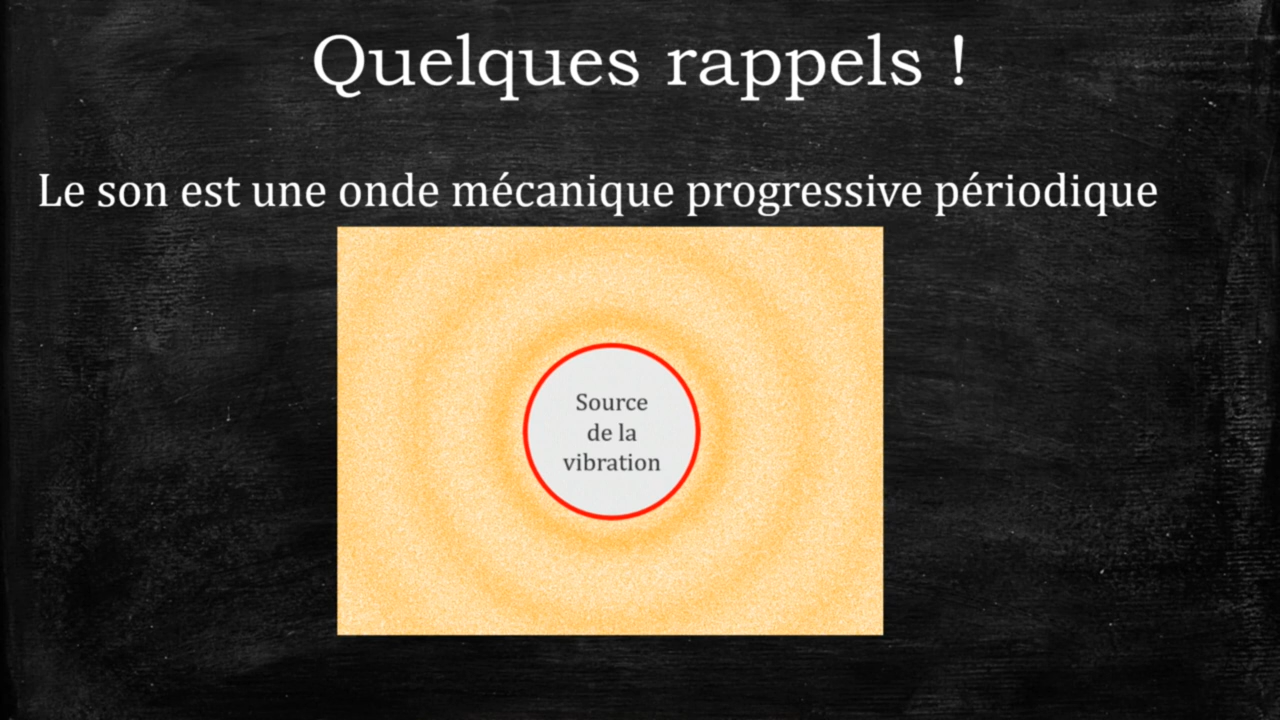 Quelques rappels !
Le son est une onde mécanique progressive périodique
Source
de la
vibration